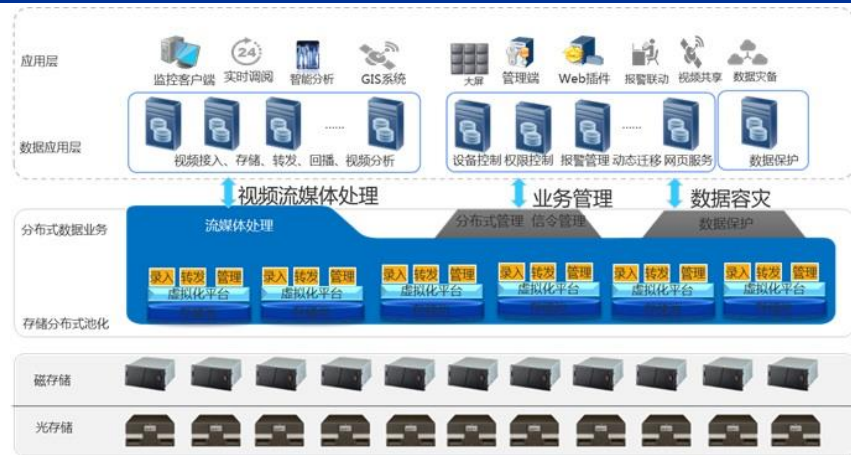 应用层
24
监控客户端 实时调阅 智能分析 GIS系统 大屏 管理端 Web插件 报警联动 视频共享 数据灾备
数据应用层
......
视频接入、存储、转发、回播、视频分析
......
设备控制 权限控制 报警管理 动态迁移 网页服务
数据保护
视频流媒体处理 业务管理 数据容灾
分布式数据业务
流媒体处理 分布式管理 信令管理 数据保护
录入 转发 管理 录入 转发 管理 录入 转发 管理 录入 转发 管理 录入 转发 管理 录入 转发 管理
虚拟化平台 虚拟化平台 虚拟化平台 虚拟化平台 虚拟化平台 虚拟化平台
存储分布式池化
磁存储
光存储